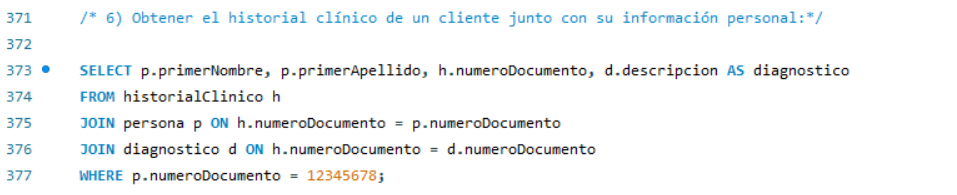 371 /* 6) Obtener el historial clínico de un cliente junto con su información personal:*/
372
373 SELECT p.primerNombre, p.primerApellido, h.numeroDocumento, d.descripcion AS diagnostico
374 FROM historialClinico h
375 JOIN persona p ON h.numeroDocumento = p.numeroDocumento
376 JOIN diagnostico d ON h.numeroDocumento = d.numeroDocumento
377 WHERE p.numeroDocumento = 12345678;